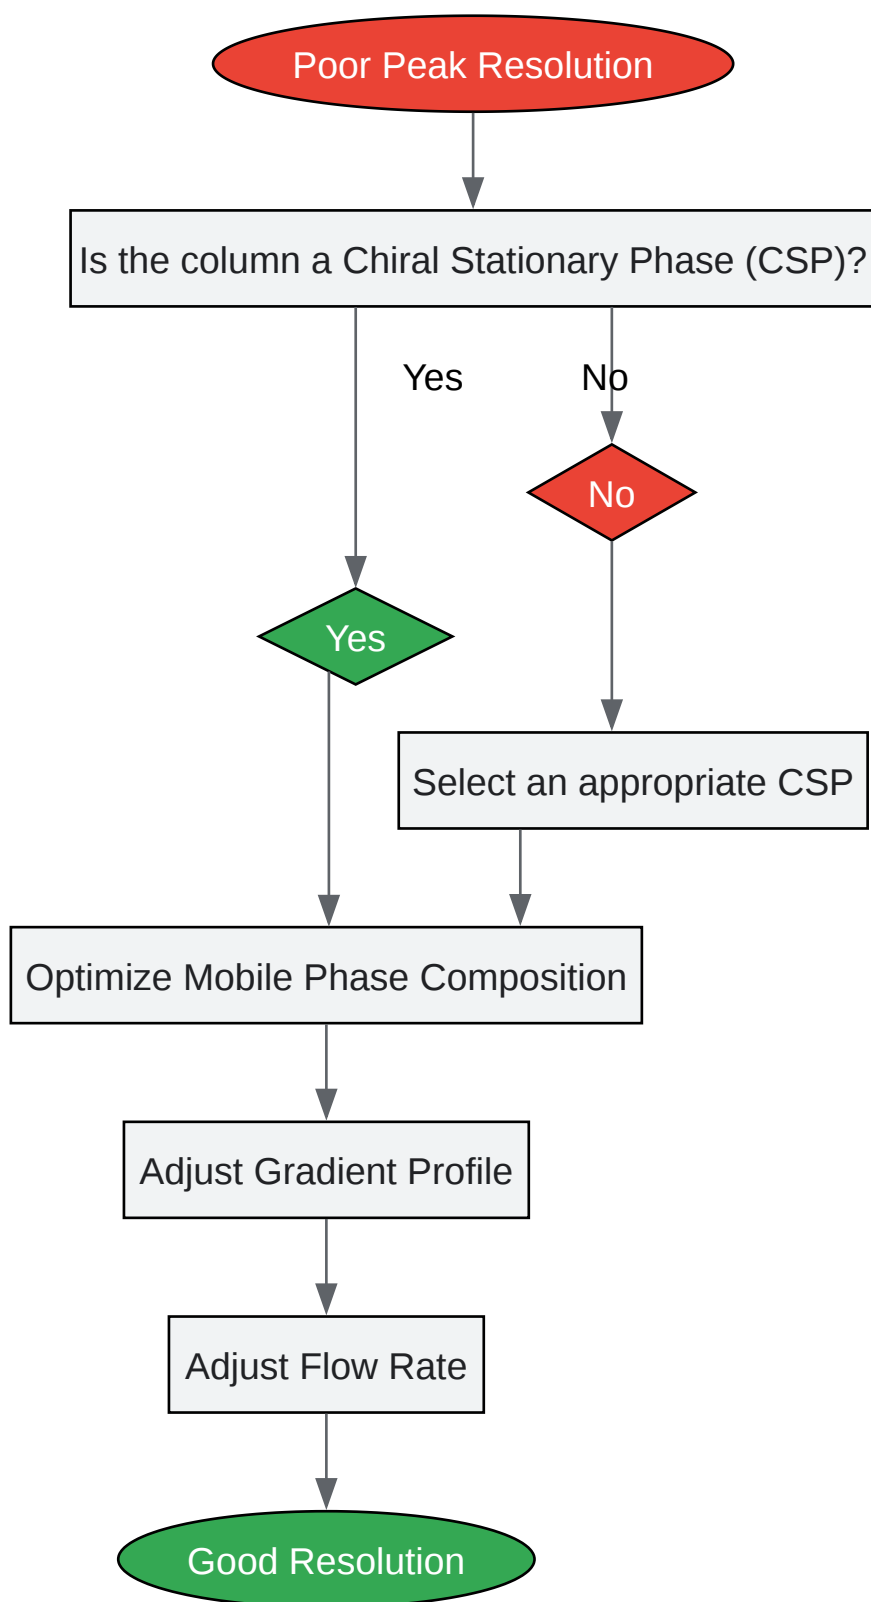 Poor Peak Resolution
Is the column a Chiral Stationary Phase (CSP)?
Yes
No
No
Yes
Select an appropriate CSP
Optimize Mobile Phase Composition
Adjust Gradient Profile
Adjust Flow Rate
Good Resolution